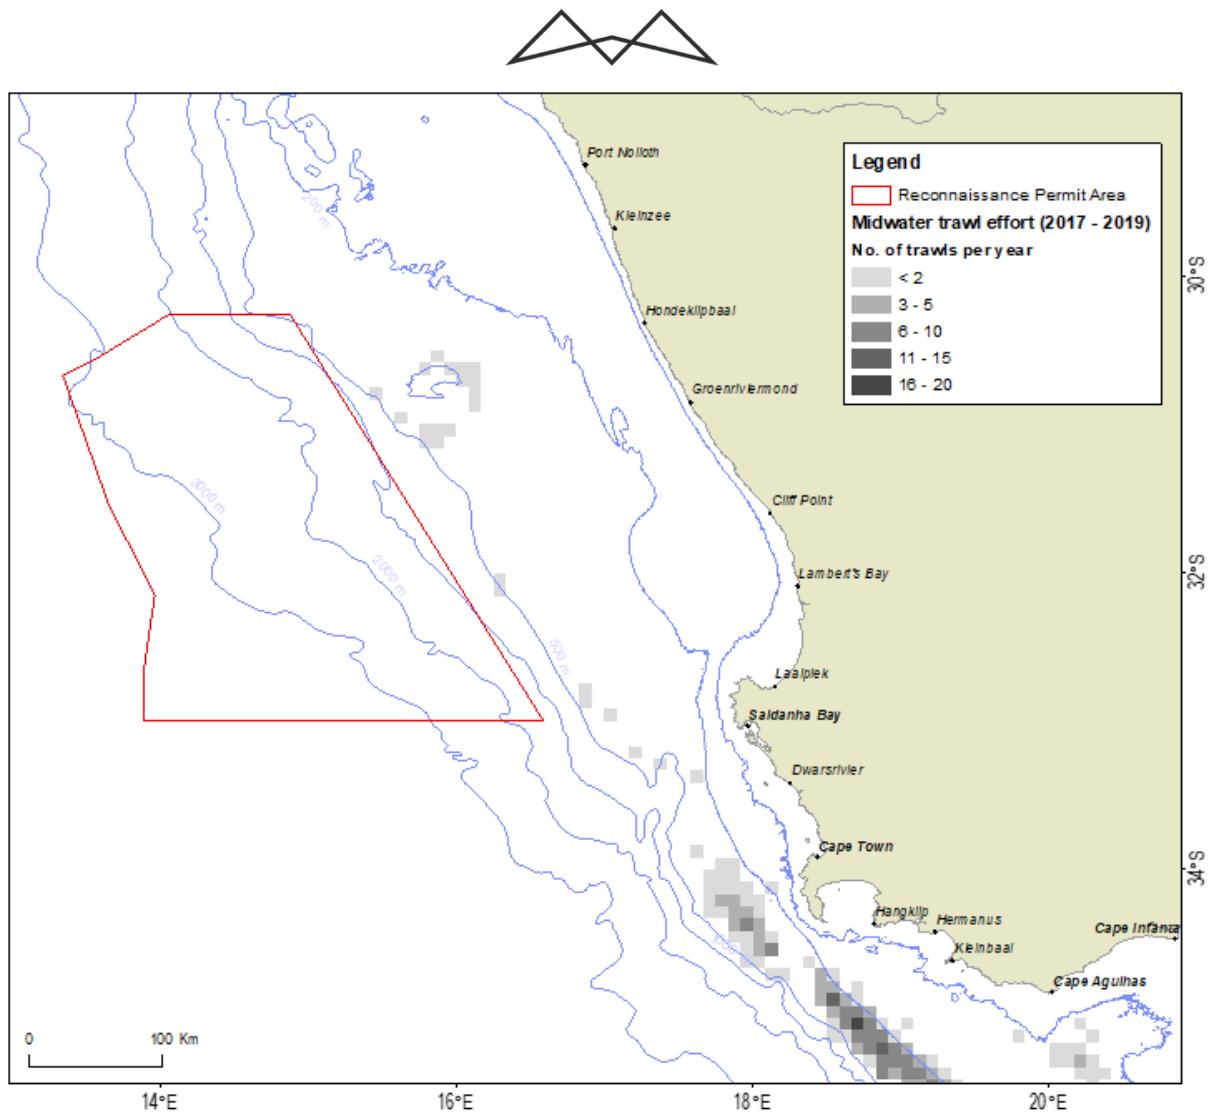 Port Nolloth
Legend
Reconnaissance Permit Area
Midwater trawl effort (2017 - 2019)
No. of trawls per year
< 2
3 - 5
6 - 10
11 - 15
16 - 20
200 m
Kleinzee
30°S
Hondeklipbaai
Groenriviermond
3000 m
Cliff Point
2000 m
Lambert's Bay
32°S
500 m
Laaiplek
Saldanha Bay
Dwarsrivier
Cape Town
34°S
Hangklip
Hermanus
Cape Infanta
Kleinbaai
Cape Agulhas
0 100 Km
14°E 16°E 18°E 20°E